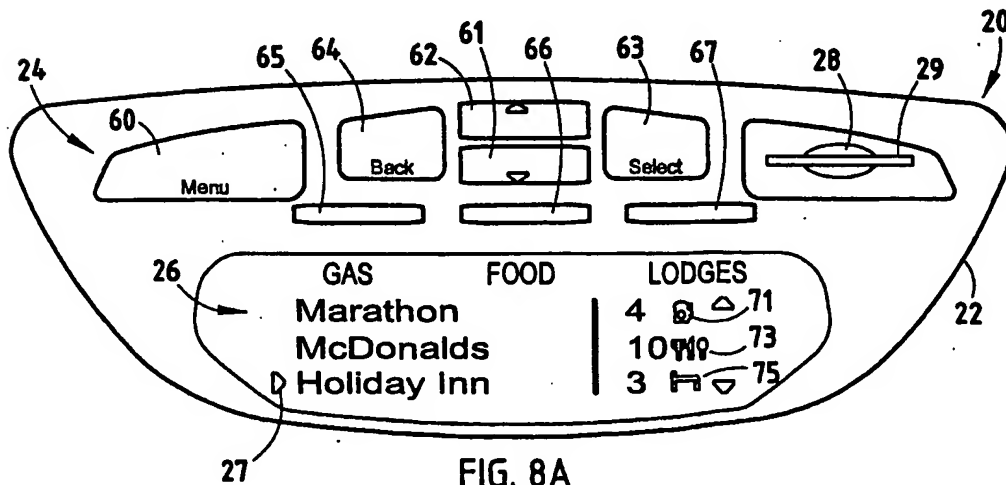 64 61 66 20
65 62 63 67 28 29
24
60
Back
Menu
Select
26
GAS FOOD LODGES
Marathon 4 71
McDonalds 10 73
Holiday Inn 3 75
22
27
FIG. 8A